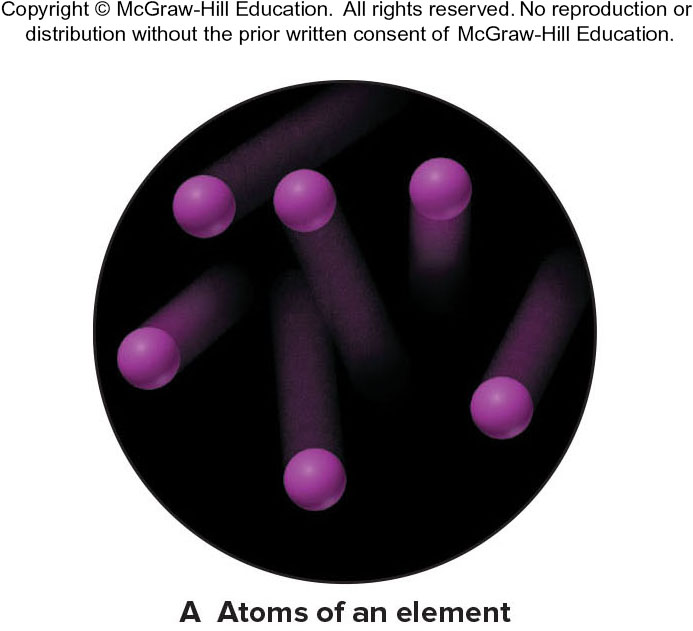 Copyright © McGraw-Hill Education. All rights reserved. No reproduction or
distribution without the prior written consent of McGraw-Hill Education.
A Atoms of an element